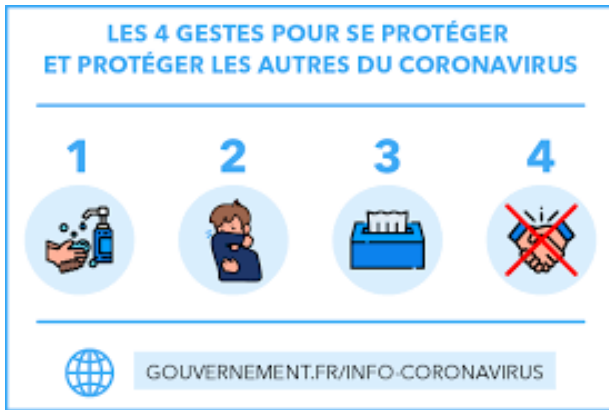 LES 4 GESTES POUR SE PROTÉGER
ET PROTÉGER LES AUTRES DU CORONAVIRUS
1 2 3 4
GOUVERNEMENT.FR/INFO-CORONAVIRUS